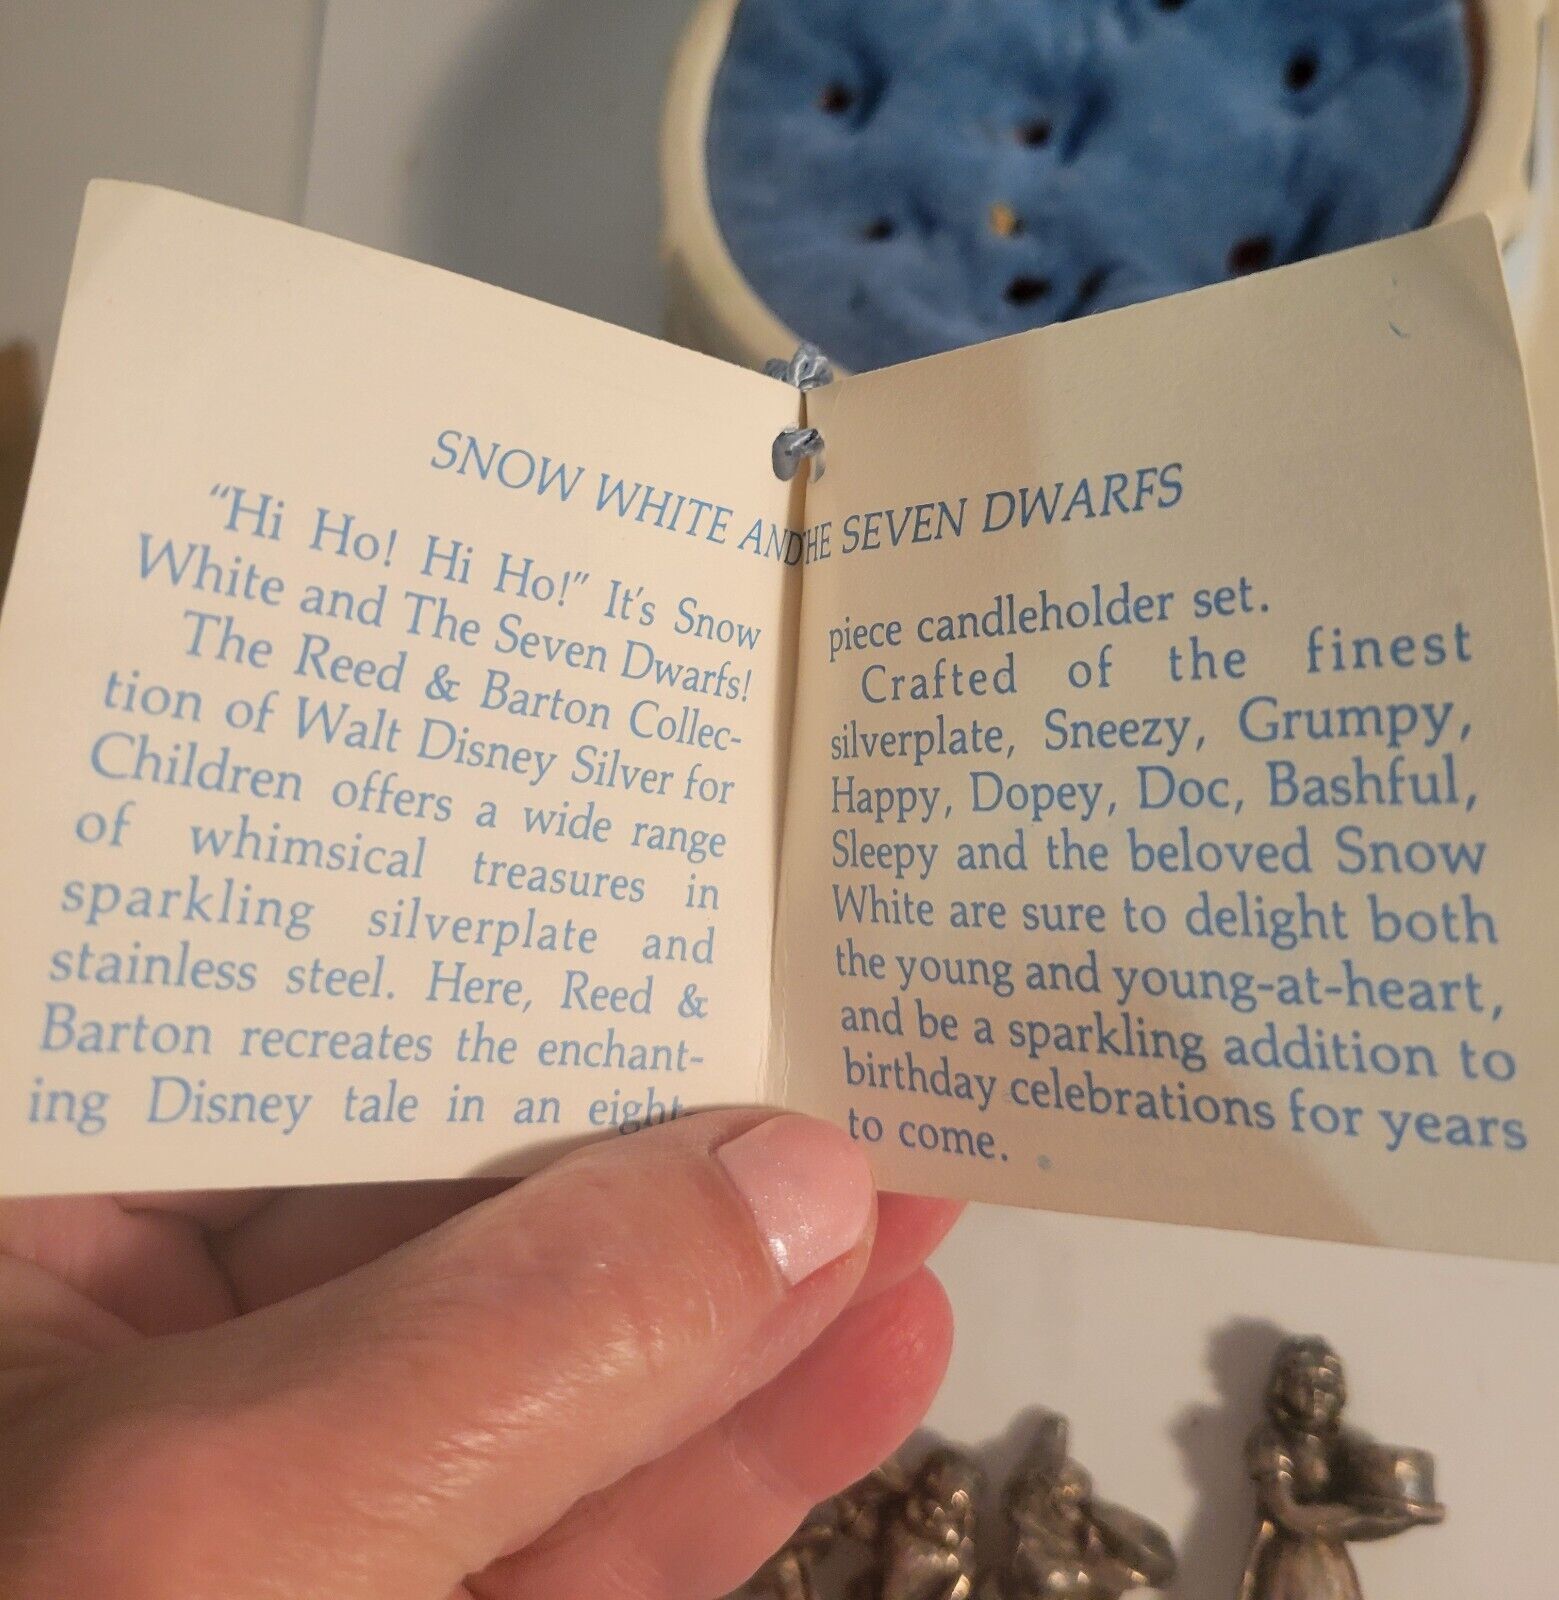 SNOW WHITE AND THE SEVEN DWARFS
"Hi Ho! Hi Ho!" It's Snow
White and The Seven Dwarfs!
The Reed & Barton Collec-
tion of Walt Disney Silver for
Children offers a wide range
of whimsical treasures in
sparkling silverplate and
stainless steel. Here, Reed &
Barton recreates the enchant-
ing Disney tale in an eight-
piece candleholder set.
Crafted of the finest
silverplate, Sneezy, Grumpy,
Happy, Dopey, Doc, Bashful,
Sleepy and the beloved Snow
White are sure to delight both
the young and young-at-heart,
and be a sparkling addition to
birthday celebrations for years
to come.